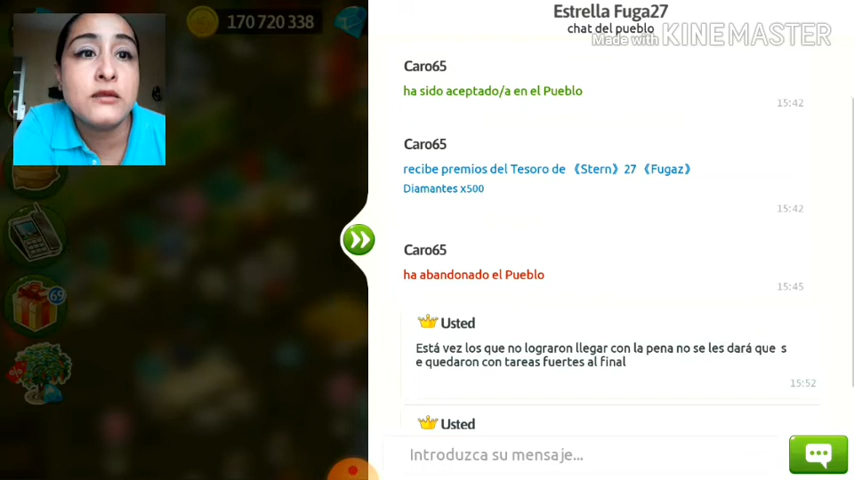 170 720 338
Estrella Fuga27
chat del pueblo
Made with KINEMASTER
Caro65
ha sido aceptado/a en el Pueblo
15:42
Caro65
recibe premios del Tesoro de 《Stern》27《Fugaz》
Diamantes x500
15:42
Caro65
ha abandonado el Pueblo
15:45
Usted
Está vez los que no lograron llegar con la pena no se les dará que s
e quedaron con tareas fuertes al final
15:52
Usted
Introduzca su mensaje...
69
%